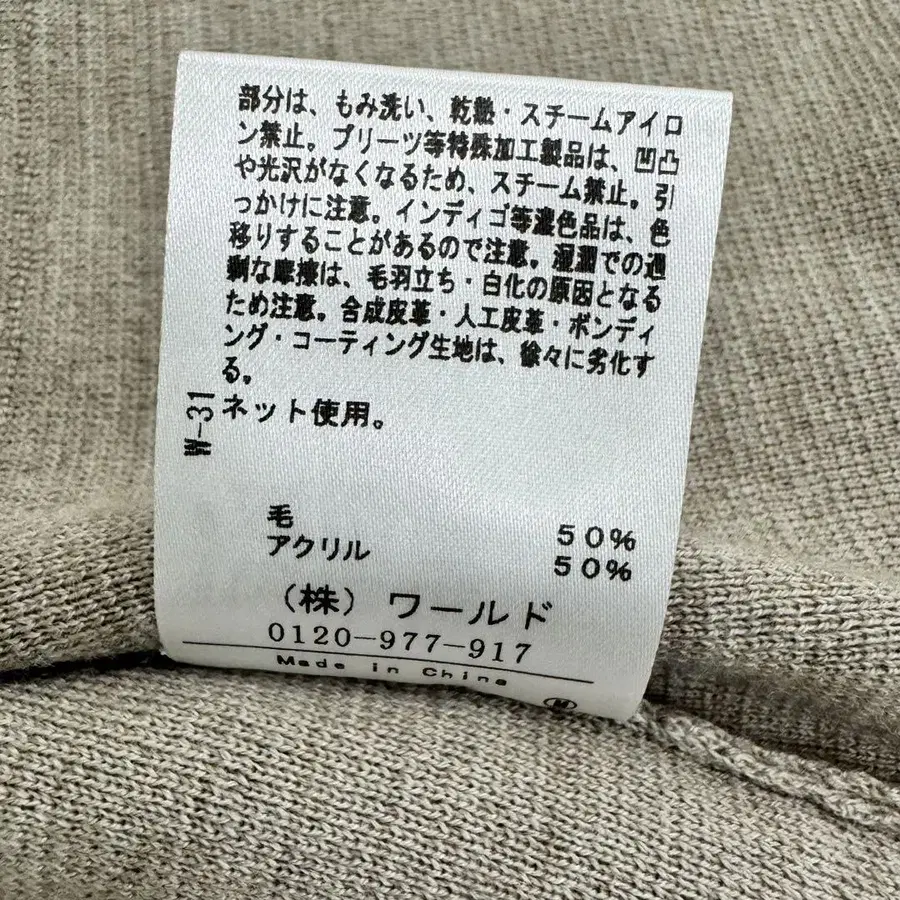 部分は、もみ洗い、乾熱・スチームアイロ
ン禁止。プリーツ等特殊加工製品は、凹凸
や光沢がなくなるため、スチーム禁止。引
っかけに注意。インディゴ等濃色品は、色
移りすることがあるので注意。湿潤での過
剰な摩擦は、毛羽立ち・白化の原因となる
ため注意。合成皮革・人工皮革・ボンディ
ング・コーティング生地は、徐々に劣化す
る。
ネット使用。
W-31
毛 50%
アクリル 50%
（株）ワールド
0120-977-917
Made in China